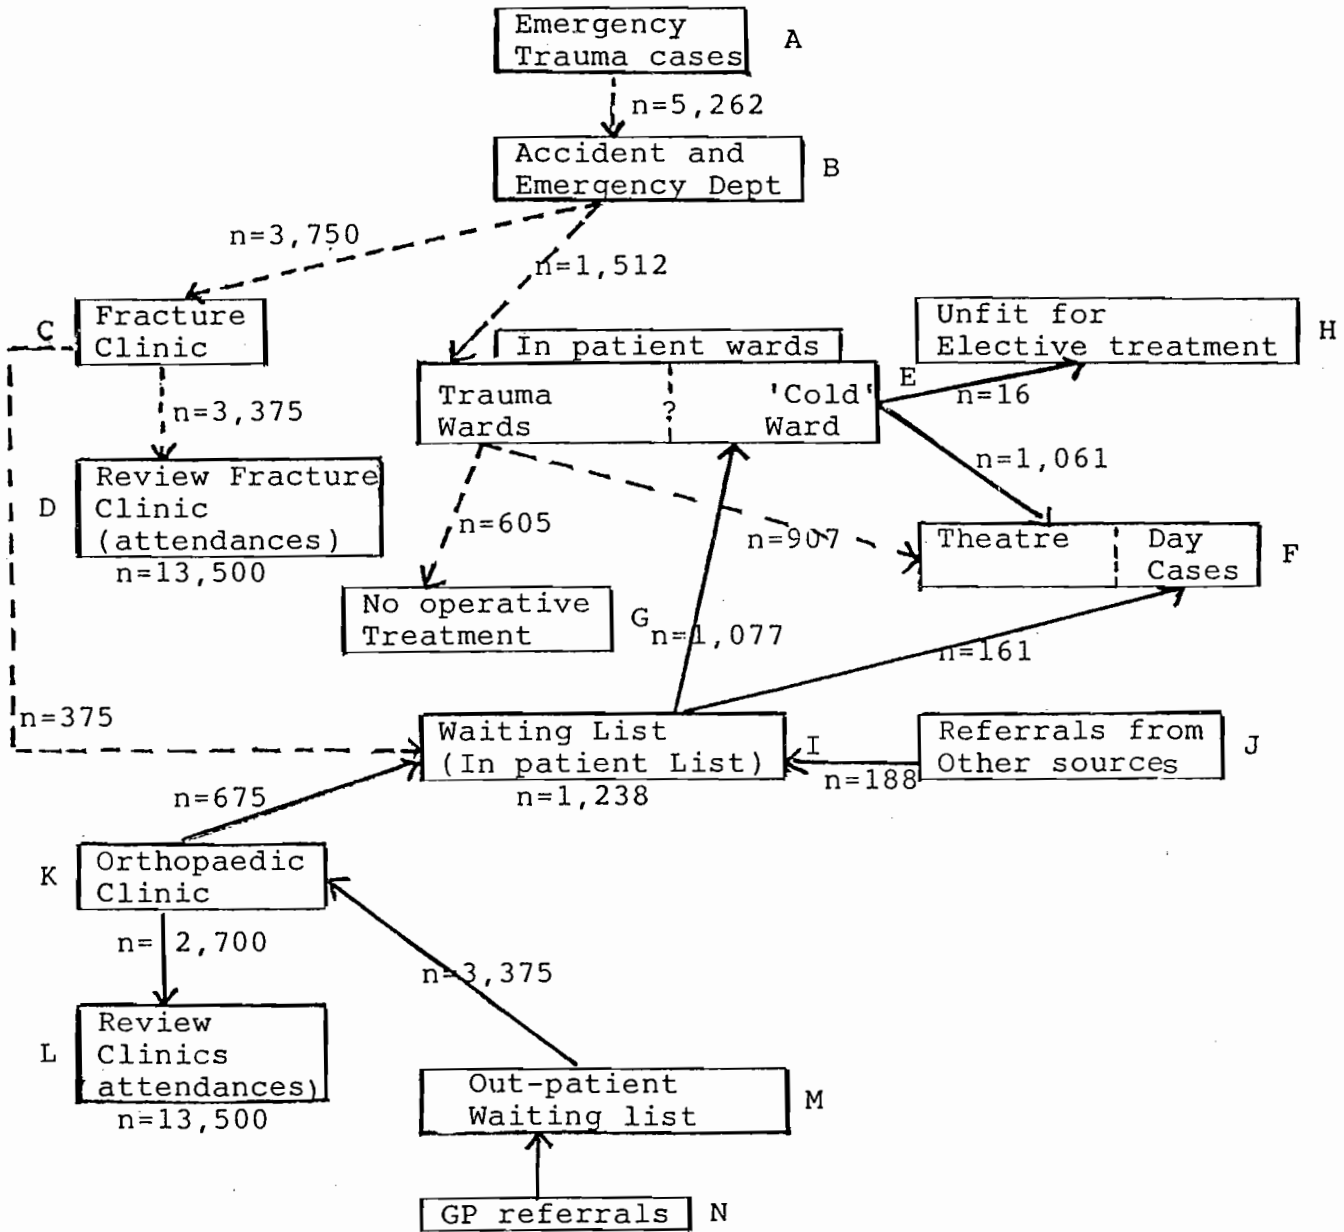 Emergency
Trauma cases
A
n=5,262
Accident and
Emergency Dept
B
n=3,750
n=1,512
C
Fracture
Clinic
In patient wards
Trauma
Wards
?
'Cold'
Ward
E
Unfit for
Elective treatment
H
n=16
n=3,375
n=1,061
D
Review Fracture
Clinic
(attendances)
n=13,500
n=605
n=907
Theatre
Day
Cases
F
No operative
Treatment
G
n=1,077
n=161
n=375
Waiting List
(In patient List)
n=1,238
I
Referrals from
Other sources
J
n=188
n=675
K
Orthopaedic
Clinic
n= 2,700
n=3,375
L
Review
Clinics
(attendances)
n=13,500
Out-patient
Waiting list
M
GP referrals
N